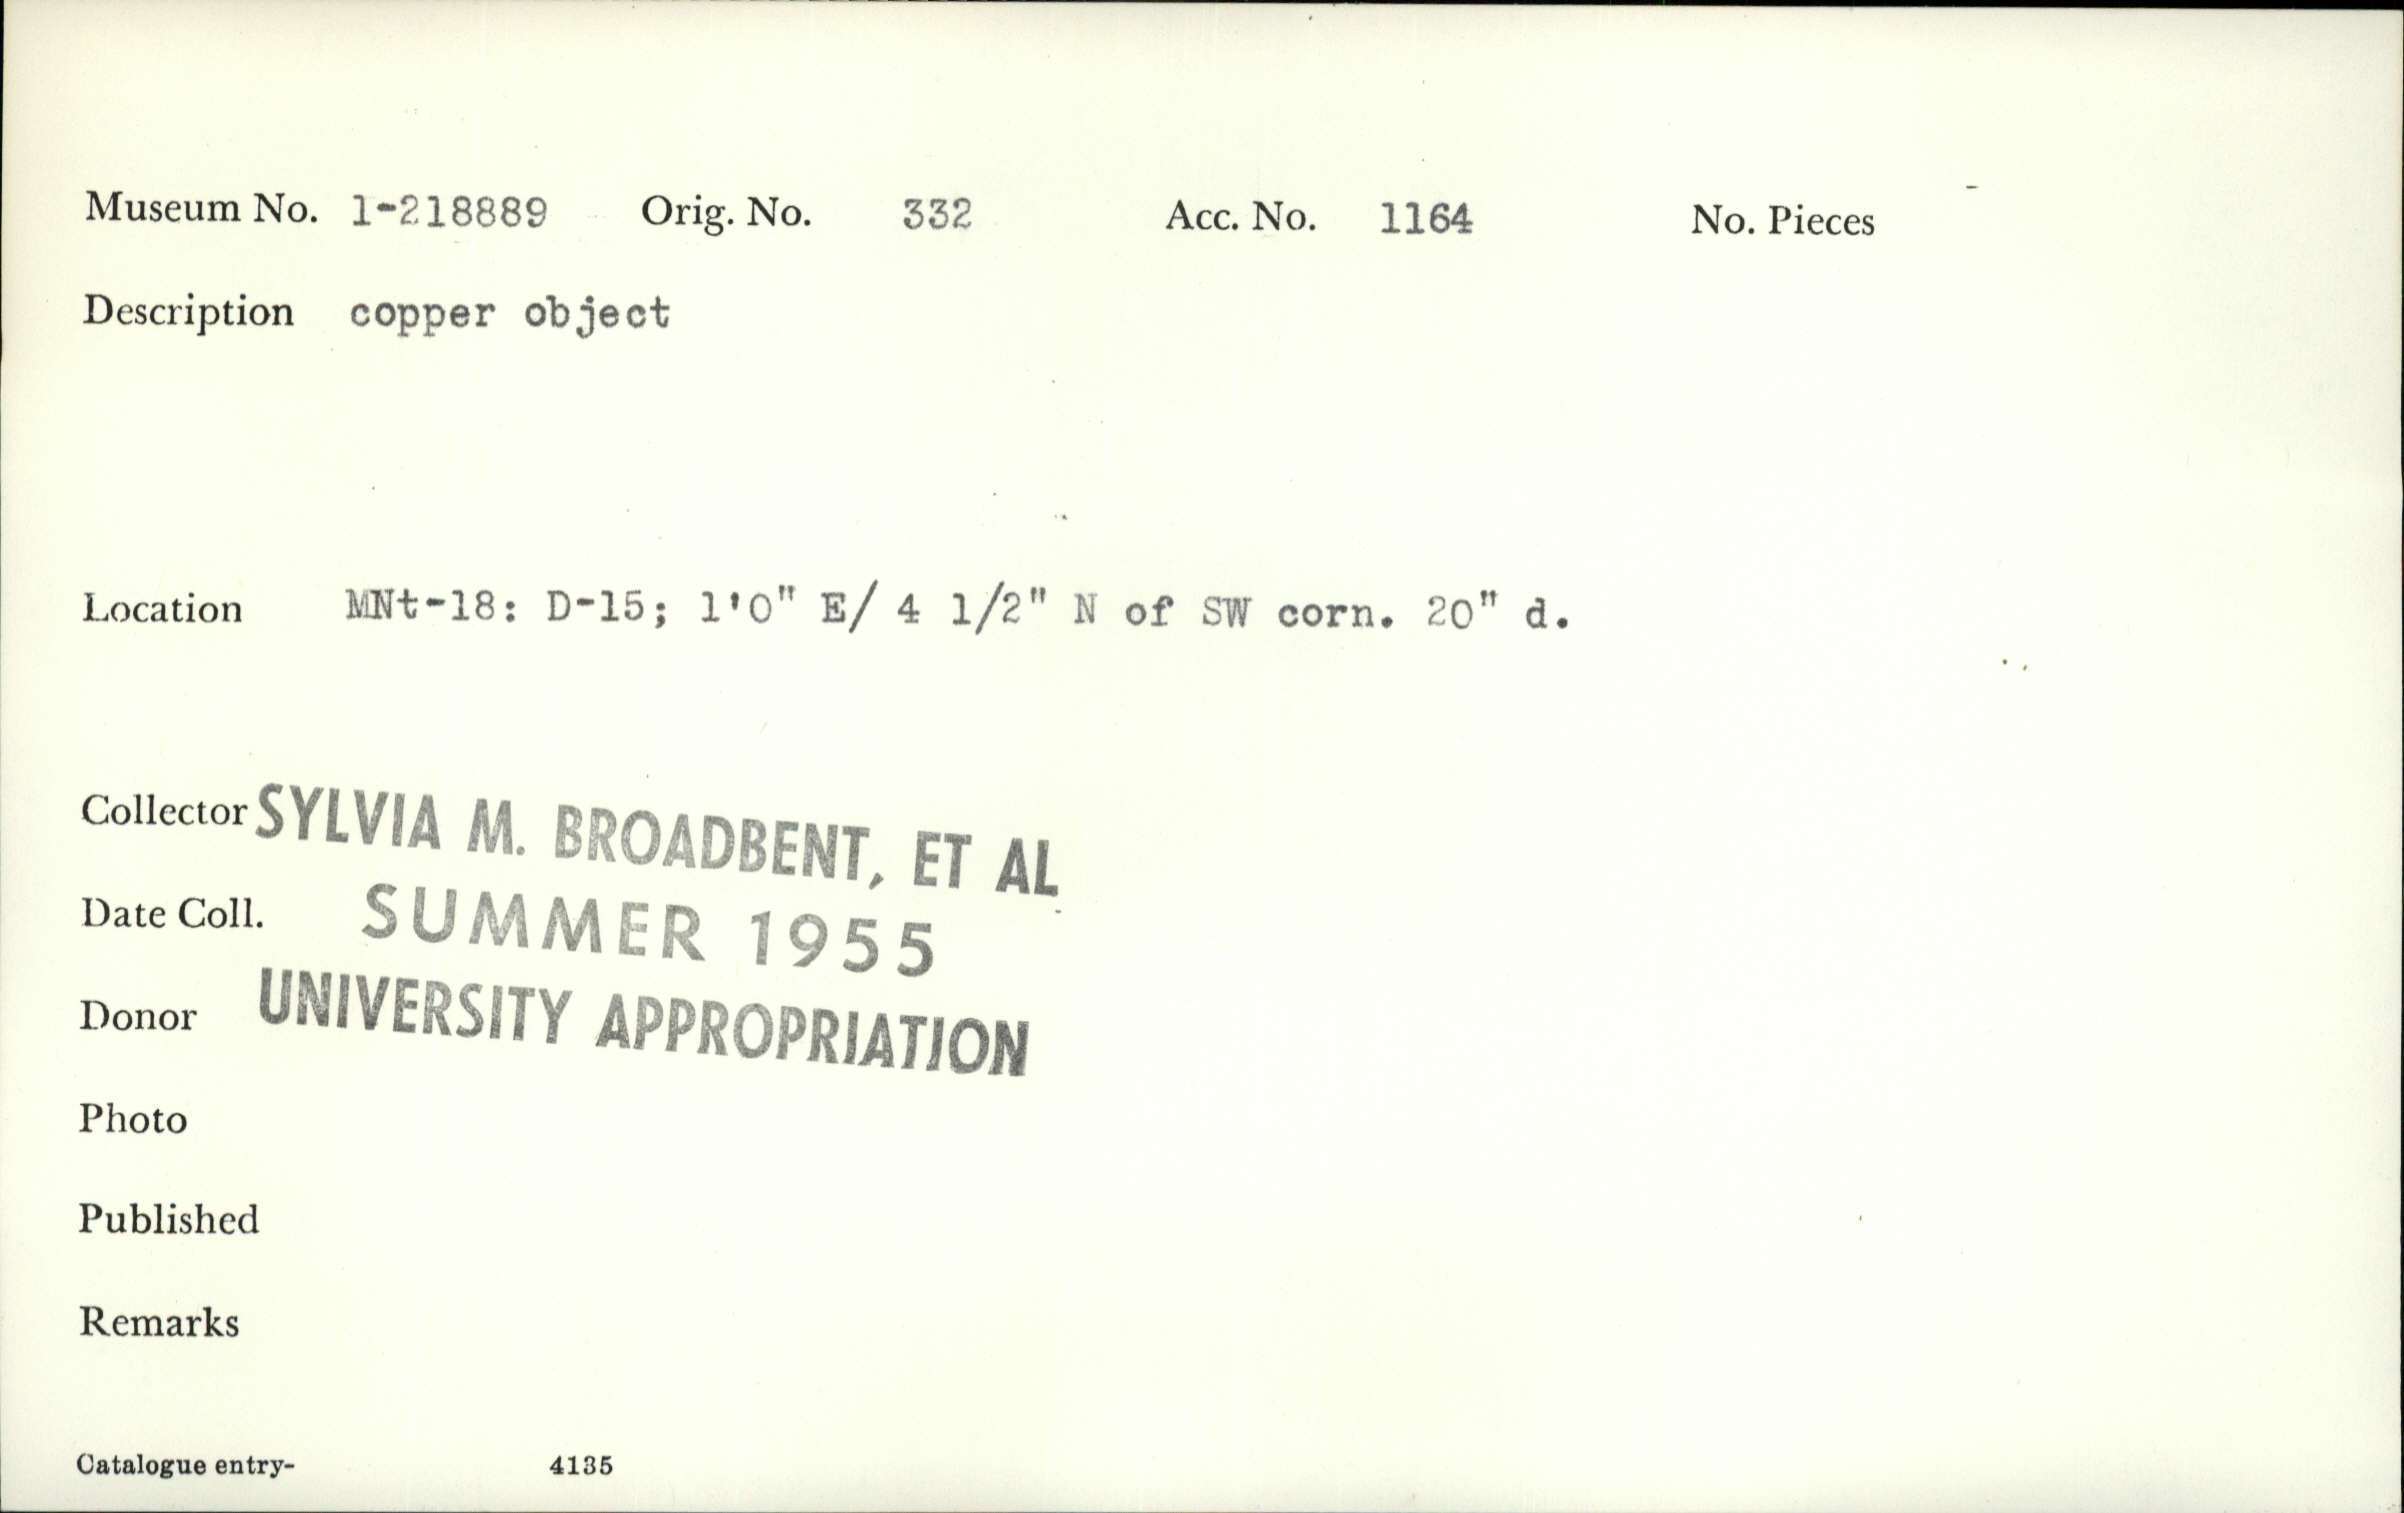 Museum No. 1-218889 Orig. No. 332 Acc. No. 1164 No. Pieces
Description copper object
Location MNt-18: D-15; 1'0" E/ 4 1/2" N of SW corn. 20" d.
Collector SYLVIA M. BROADBENT, ET AL
Date Coll. SUMMER 1955
Donor UNIVERSITY APPROPRIATION
Photo
Published
Remarks
Catalogue entry- 4135